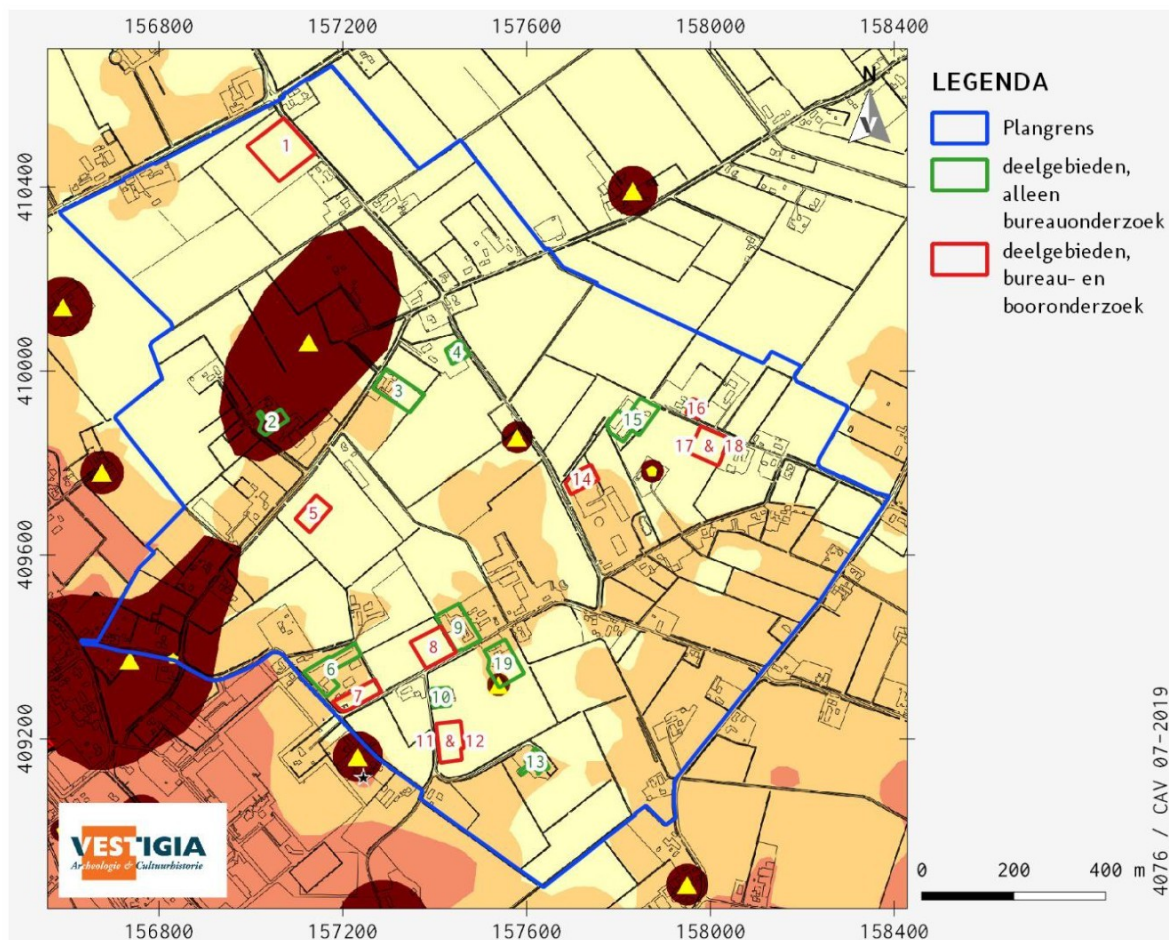 156800 157200 157600 158000 158400
N
LEGENDA
Plangrens
deelgebieden,
alleen
bureauonderzoek
deelgebieden,
bureau- en
booronderzoek
410400
410000
409600
409200
1
2
3
4
5
6
7
8
9
10
11 & 12
13
14
15
16
17 & 18
19
VESTIGIA
Archeologie & Cultuurhistorie
0 200 400 m
4076 / CAV 07-2019
156800 157200 157600 158000 158400